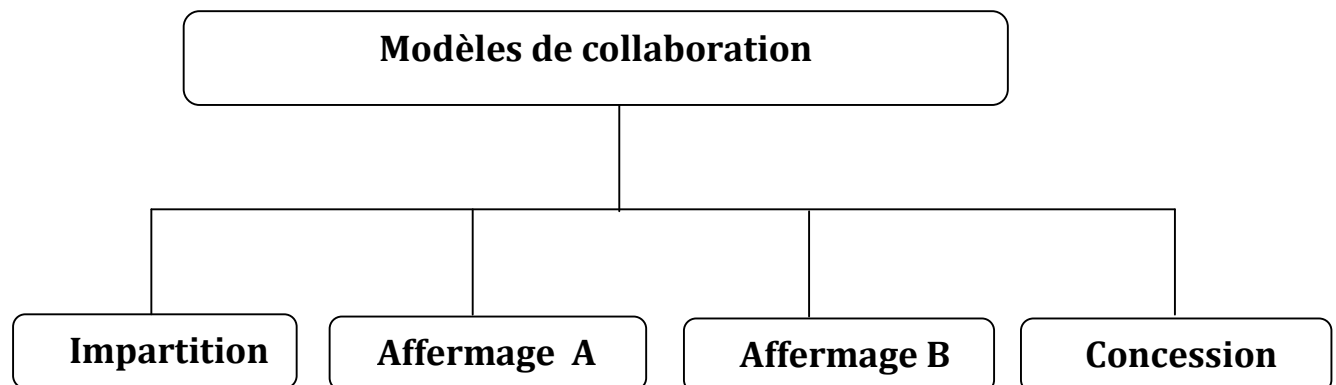 Modèles de collaboration
Impartition
Affermage A
Affermage B
Concession